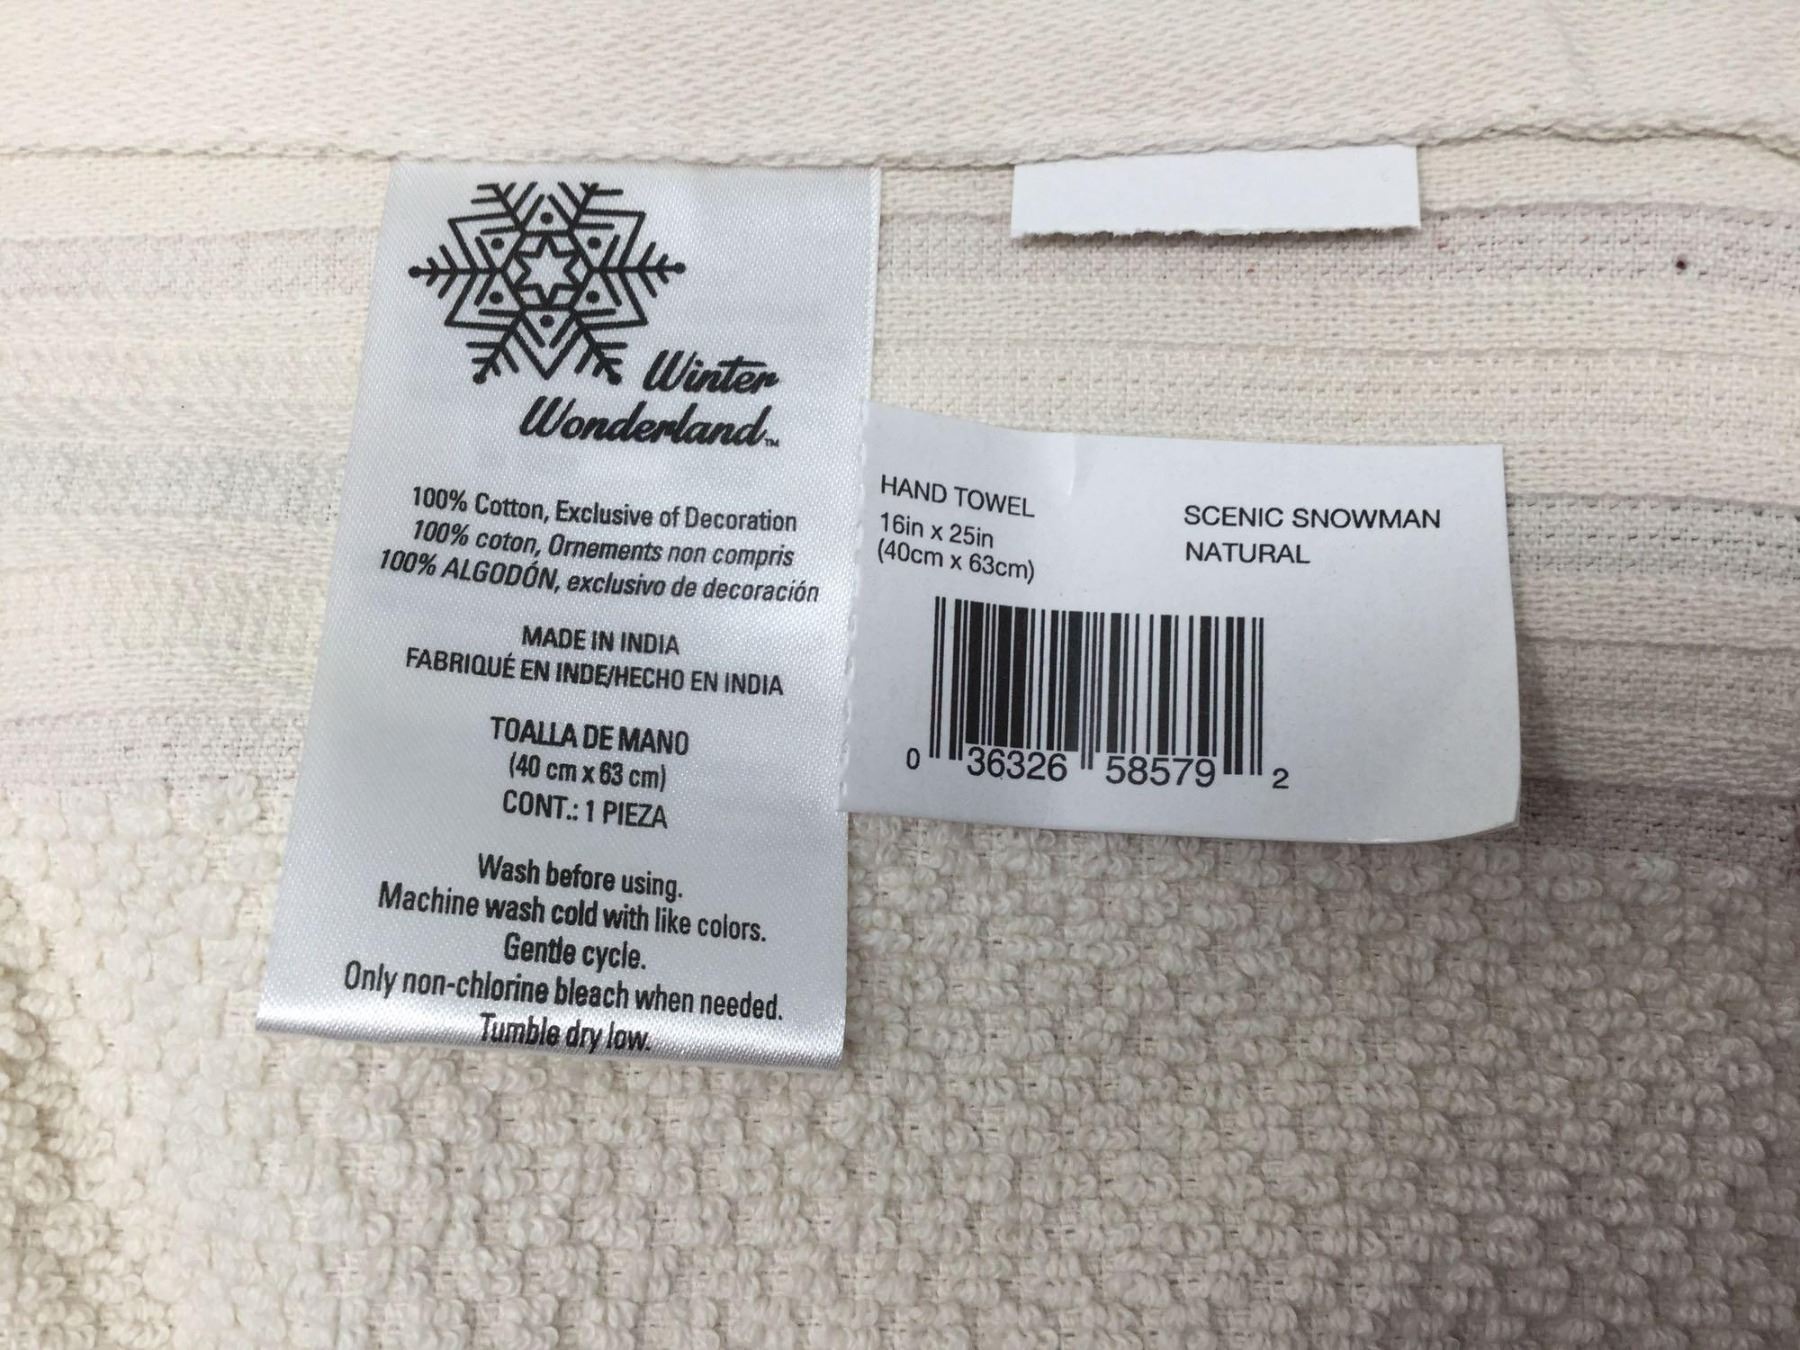 Winter
Wonderland™
100% Cotton, Exclusive of Decoration
100% coton, Ornements non compris
100% ALGODÓN, exclusivo de decoración
MADE IN INDIA
FABRIQUÉ EN INDE/HECHO EN INDIA
TOALLA DE MANO
(40 cm x 63 cm)
CONT.: 1 PIEZA
Wash before using.
Machine wash cold with like colors.
Gentle cycle.
Only non-chlorine bleach when needed.
Tumble dry low.
HAND TOWEL
16in x 25in
(40cm x 63cm)
SCENIC SNOWMAN
NATURAL
0 36326 58579 2